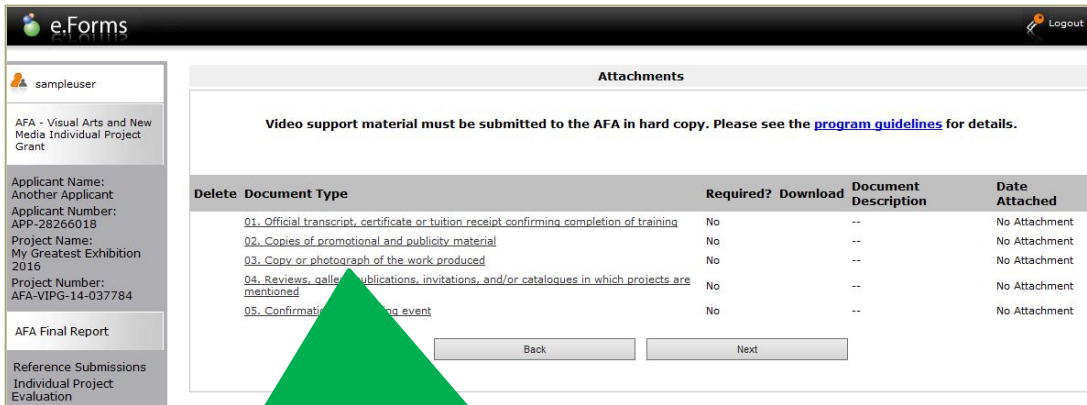 e.Forms
Logout
sampleuser
AFA - Visual Arts and New
Media Individual Project
Grant
Applicant Name:
Another Applicant
Applicant Number:
APP-28266018
Project Name:
My Greatest Exhibition
2016
Project Number:
AFA-VIPG-14-037784
AFA Final Report
Reference Submissions
Individual Project
Evaluation
Attachments
Video support material must be submitted to the AFA in hard copy. Please see the program guidelines for details.
Delete Document Type Required? Download Document Description Date Attached
01. Official transcript, certificate or tuition receipt confirming completion of training No -- No Attachment
02. Copies of promotional and publicity material No -- No Attachment
03. Copy or photograph of the work produced No -- No Attachment
04. Reviews, publications, invitations, and/or catalogues in which projects are
mentioned No -- No Attachment
05. event No -- No Attachment
Back Next